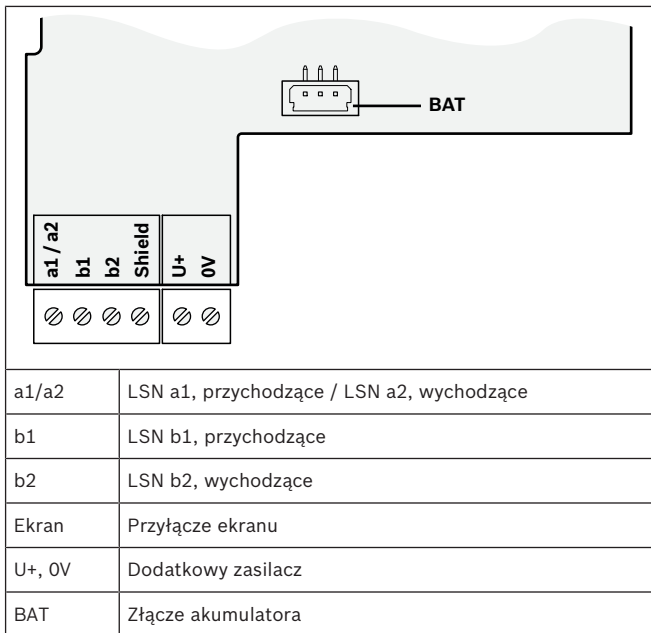 BAT
a1 / a2
b1
b2
Shield
U+
0V
a1/a2 LSN a1, przychodzące / LSN a2, wychodzące
b1 LSN b1, przychodzące
b2 LSN b2, wychodzące
Ekran Przyłącze ekranu
U+, 0V Dodatkowy zasilacz
BAT Złącze akumulatora